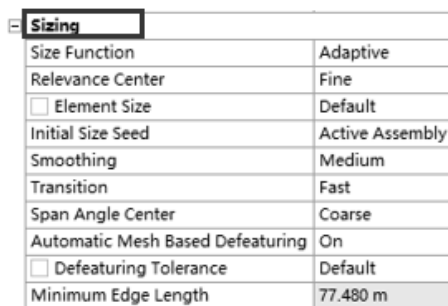 Sizing
Size Function Adaptive
Relevance Center Fine
Element Size Default
Initial Size Seed Active Assembly
Smoothing Medium
Transition Fast
Span Angle Center Coarse
Automatic Mesh Based Defeaturing On
Defeaturing Tolerance Default
Minimum Edge Length 77.480 m